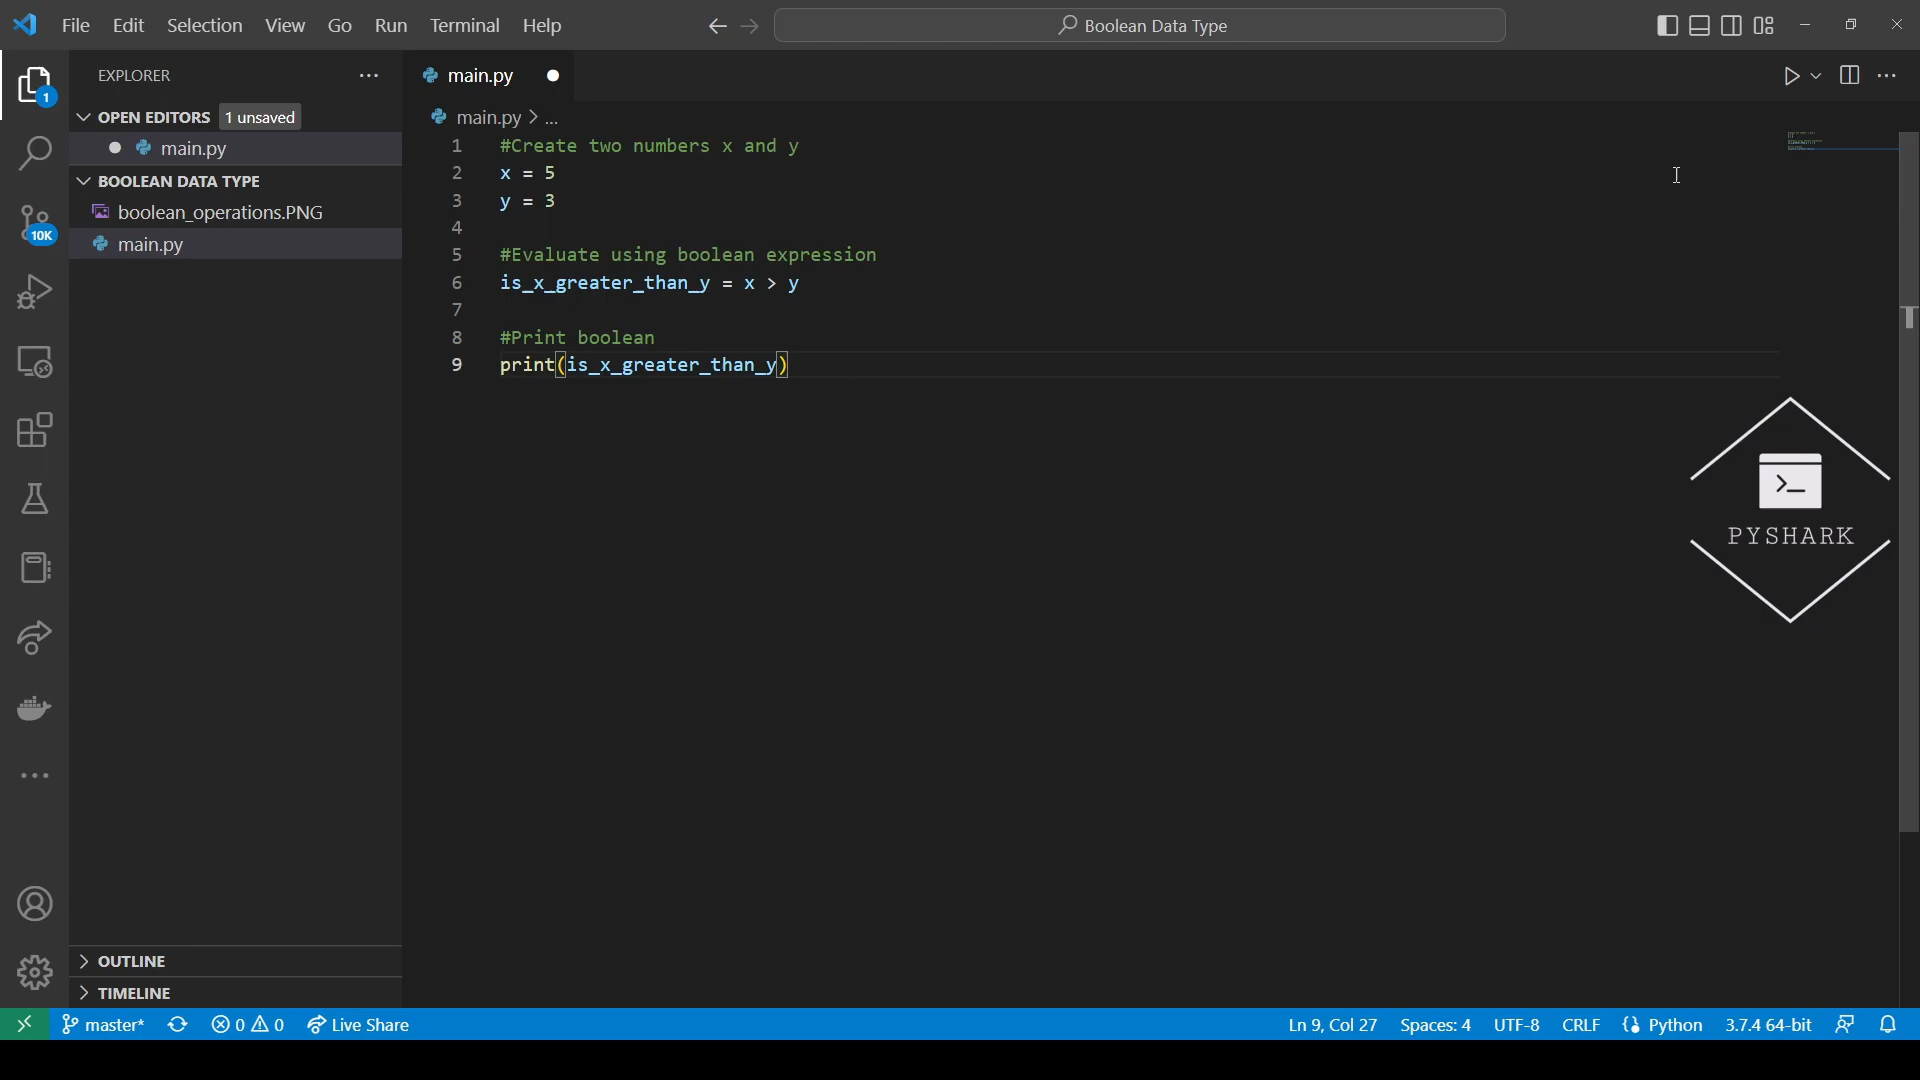 File Edit Selection View Go Run Terminal Help
Boolean Data Type
EXPLORER
1
OPEN EDITORS 1 unsaved
main.py
BOOLEAN DATA TYPE
boolean_operations.PNG
main.py
10K
OUTLINE
TIMELINE
main.py
main.py > ...
1 #Create two numbers x and y
2 x = 5
3 y = 3
4
5 #Evaluate using boolean expression
6 is_x_greater_than_y = x > y
7
8 #Print boolean
9 print(is_x_greater_than_y)
>_
PYSHARK
master* 0 0 Live Share
Ln 9, Col 27 Spaces: 4 UTF-8 CRLF Python 3.7.4 64-bit